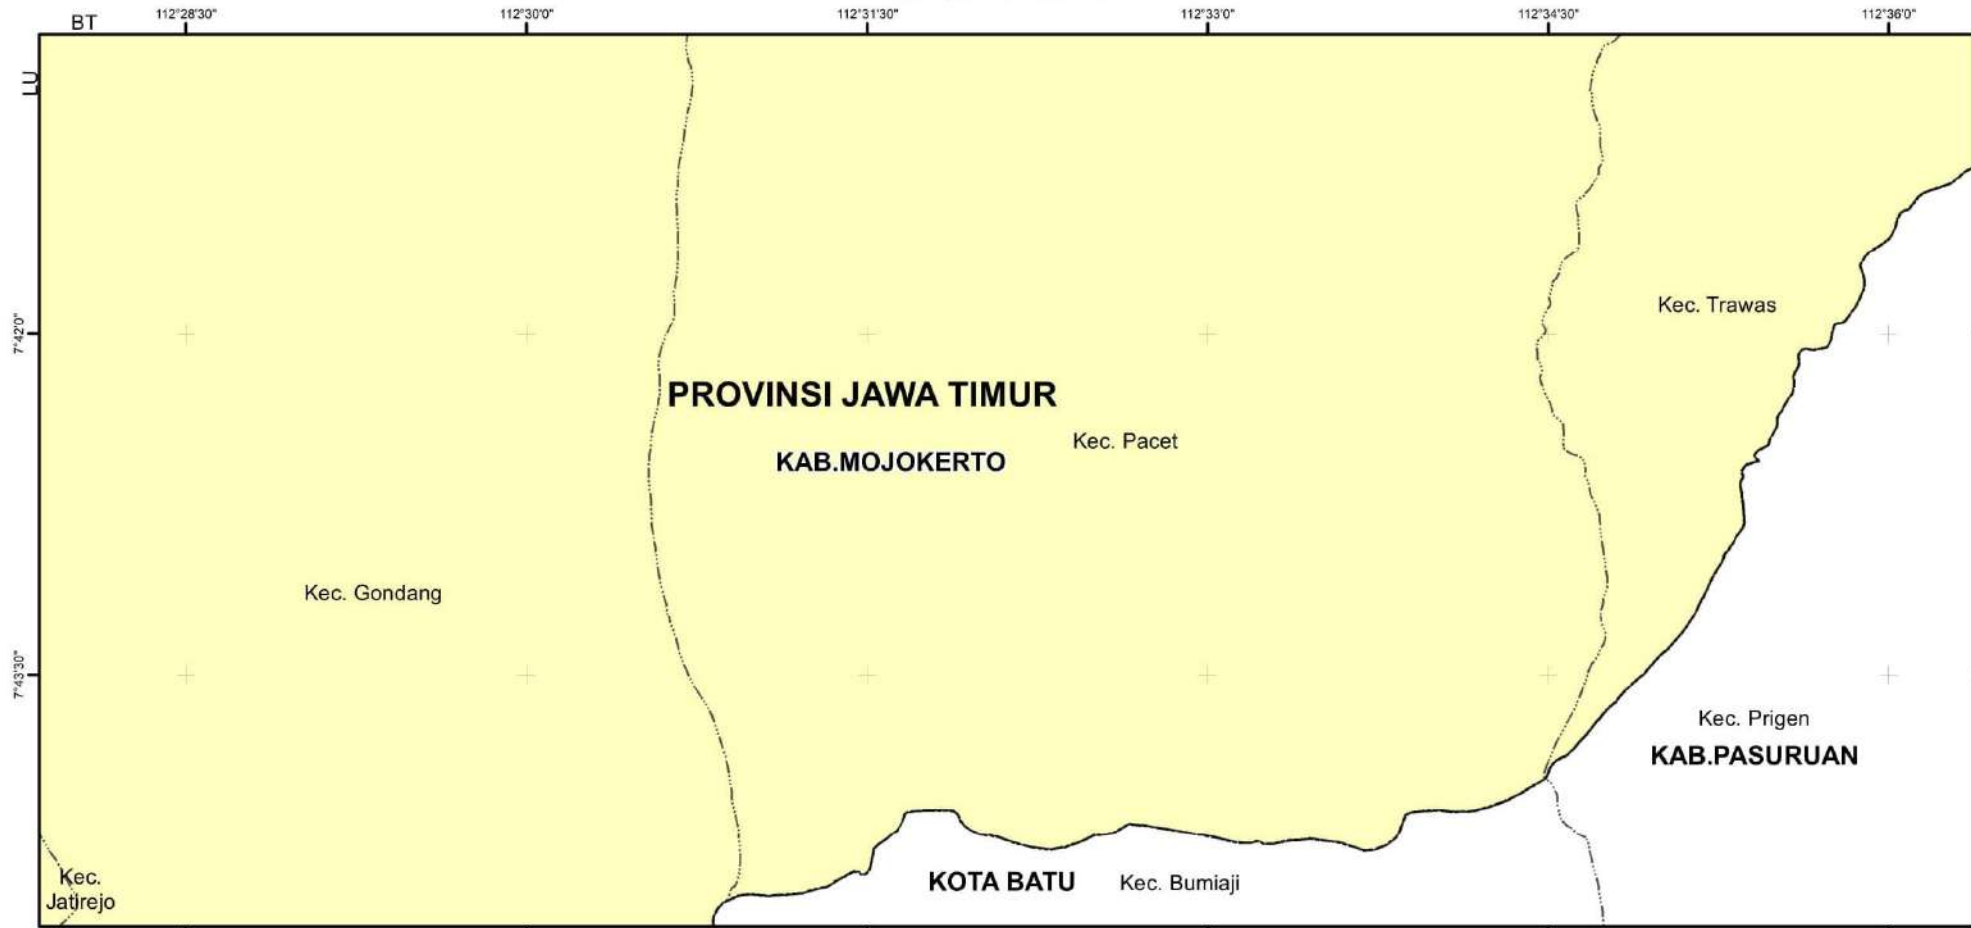 112°28'30"
112°30'0"
112°31'30"
112°33'0"
112°34'30"
112°36'0"
BT
LU
7°42'0"
7°43'30"
Kec. Trawas
PROVINSI JAWA TIMUR
Kec. Pacet
KAB.MOJOKERTO
Kec. Gondang
Kec. Prigen
KAB.PASURUAN
Kec.
Jatirejo
KOTA BATU
Kec. Bumiaji